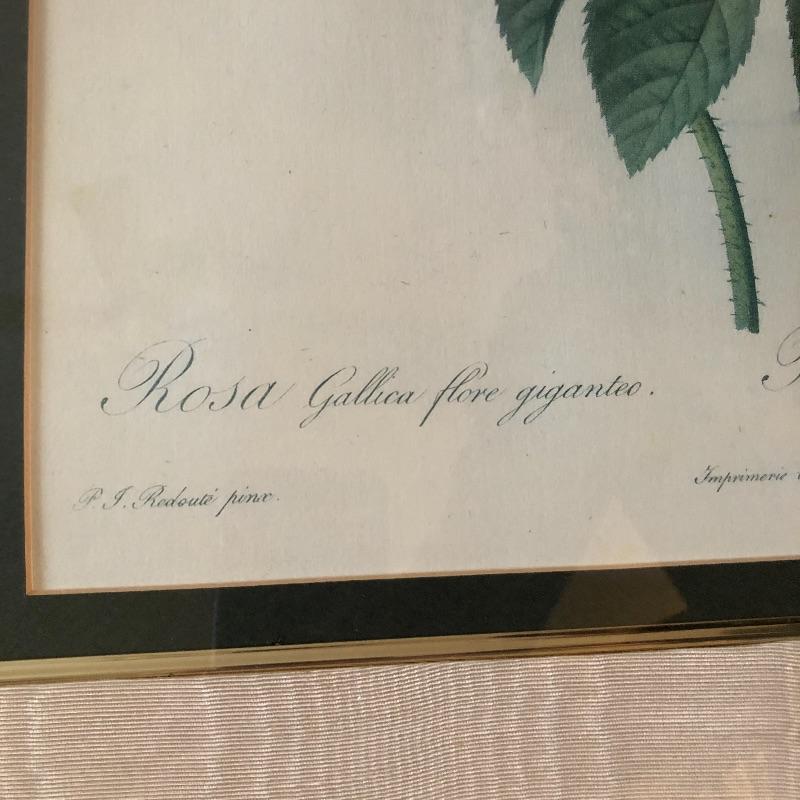 Rosa Gallica flore giganteo.
P. J. Redouté pinx.
Imprimerie